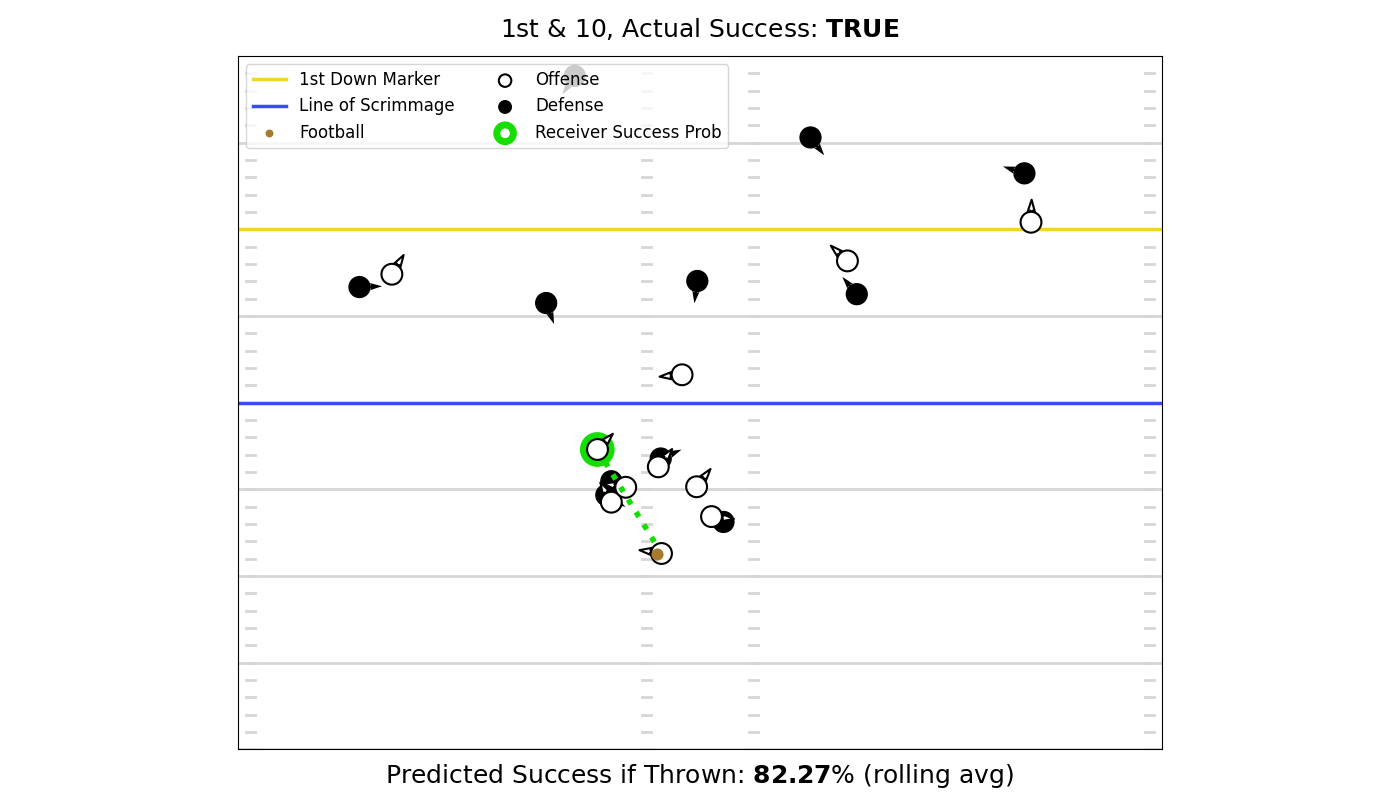 1st & 10, Actual Success: TRUE
1st Down Marker
Line of Scrimmage
Football
Offense
Defense
Receiver Success Prob
Predicted Success if Thrown: 82.27% (rolling avg)